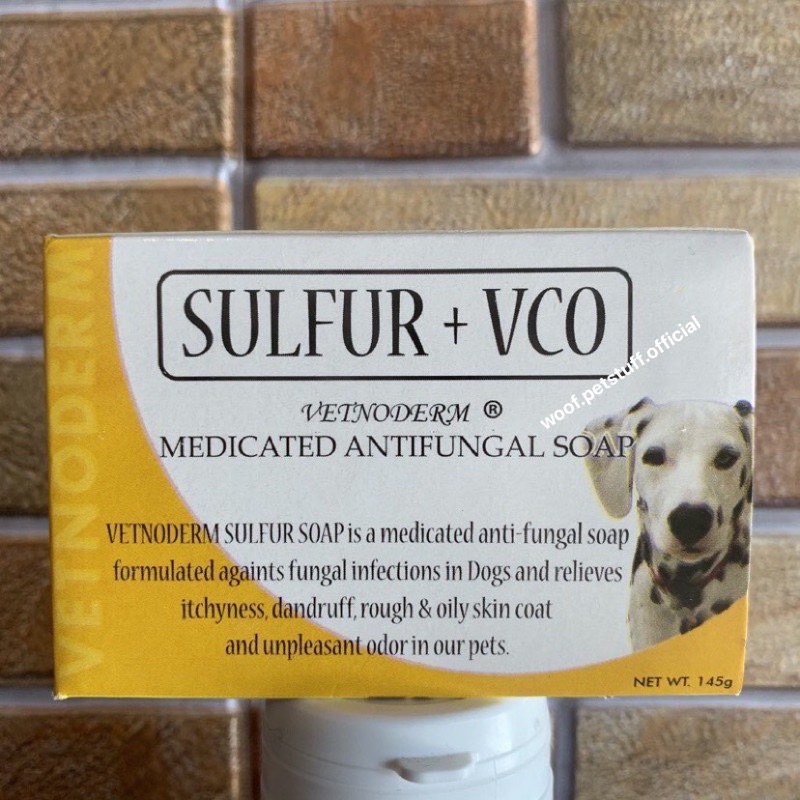 VETNODERM
SULFUR + VCO
VETNODERM ®
MEDICATED ANTIFUNGAL SOAP
woof.petstuff.official
VETNODERM SULFUR SOAP is a medicated anti-fungal soap
formulated againts fungal infections in Dogs and relieves
itchyness, dandruff, rough & oily skin coat
and unpleasant odor in our pets.
NET WT. 145g